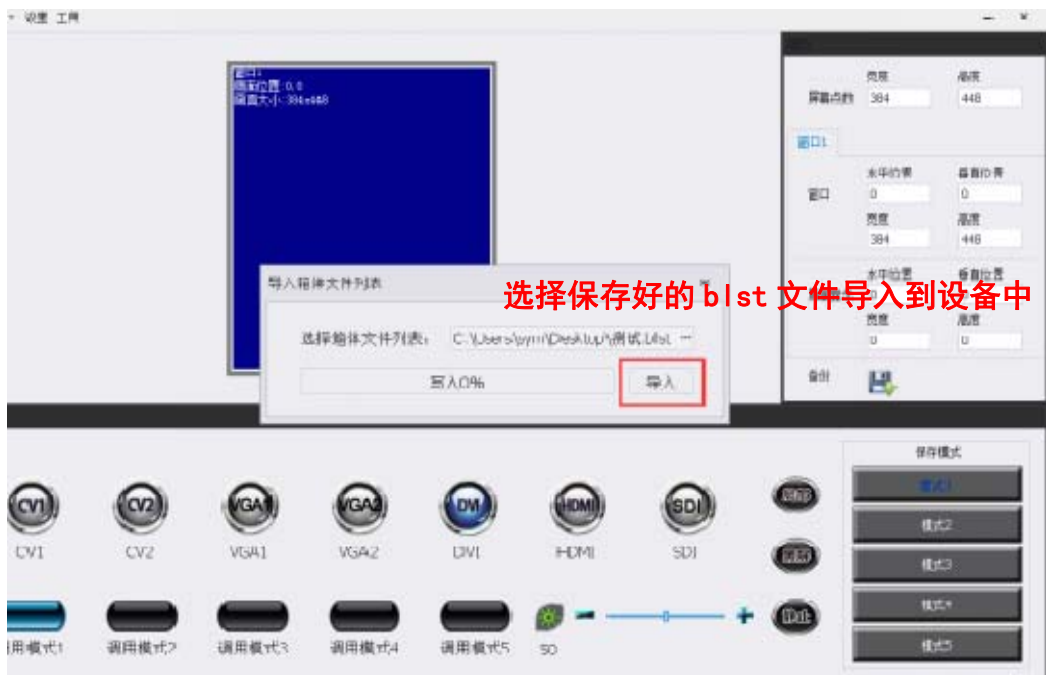 设置 工具
窗口1
画面位置:0,0
画面大小:384x448
宽度 高度
屏幕点数 384 448
窗口1
水平位置 垂直位置
窗口 0 0
宽度 高度
384 448
导入箱体文件列表
水平位置 垂直位置
选择保存好的blst文件导入到设备中
宽度 高度
0 0
选择箱体文件列表:
写入0% 导入
备份
保存模式
模式1
CV1 CV2 VGA1 VGA2 DVI HDMI SDI
模式2
CV1 CV2 VGA1 VGA2 DVI HDMI SDI
模式3
模式4
调用模式1 调用模式2 调用模式3 调用模式4 调用模式5 50
模式5